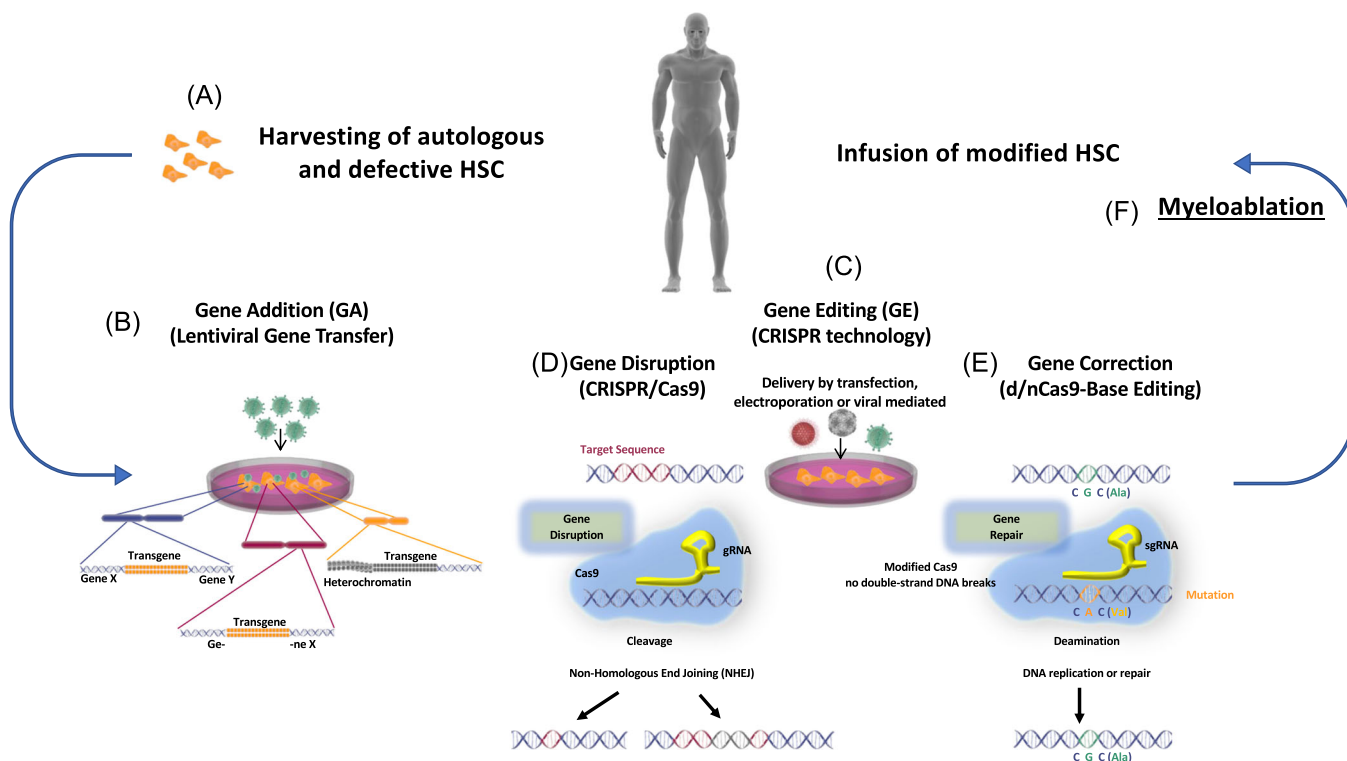 (A)
Harvesting of autologous
and defective HSC
Infusion of modified HSC
(F) Myeloablation
(B)
Gene Addition (GA)
(Lentiviral Gene Transfer)
(C)
Gene Editing (GE)
(CRISPR technology)
Delivery by transfection,
electroporation or viral mediated
(D) Gene Disruption
(CRISPR/Cas9)
(E)
Gene Correction
(d/nCas9-Base Editing)
Transgene
Gene X Gene Y
Transgene
Heterochromatin
Transgene
Ge- -ne X
Target Sequence
Gene
Disruption
gRNA
Cas9
Cleavage
Non-Homologous End Joining (NHEJ)
C G C (Ala)
Gene
Repair
sgRNA
Modified Cas9
no double-strand DNA breaks
Mutation
C A C (Val)
Deamination
DNA replication or repair
C G C (Ala)